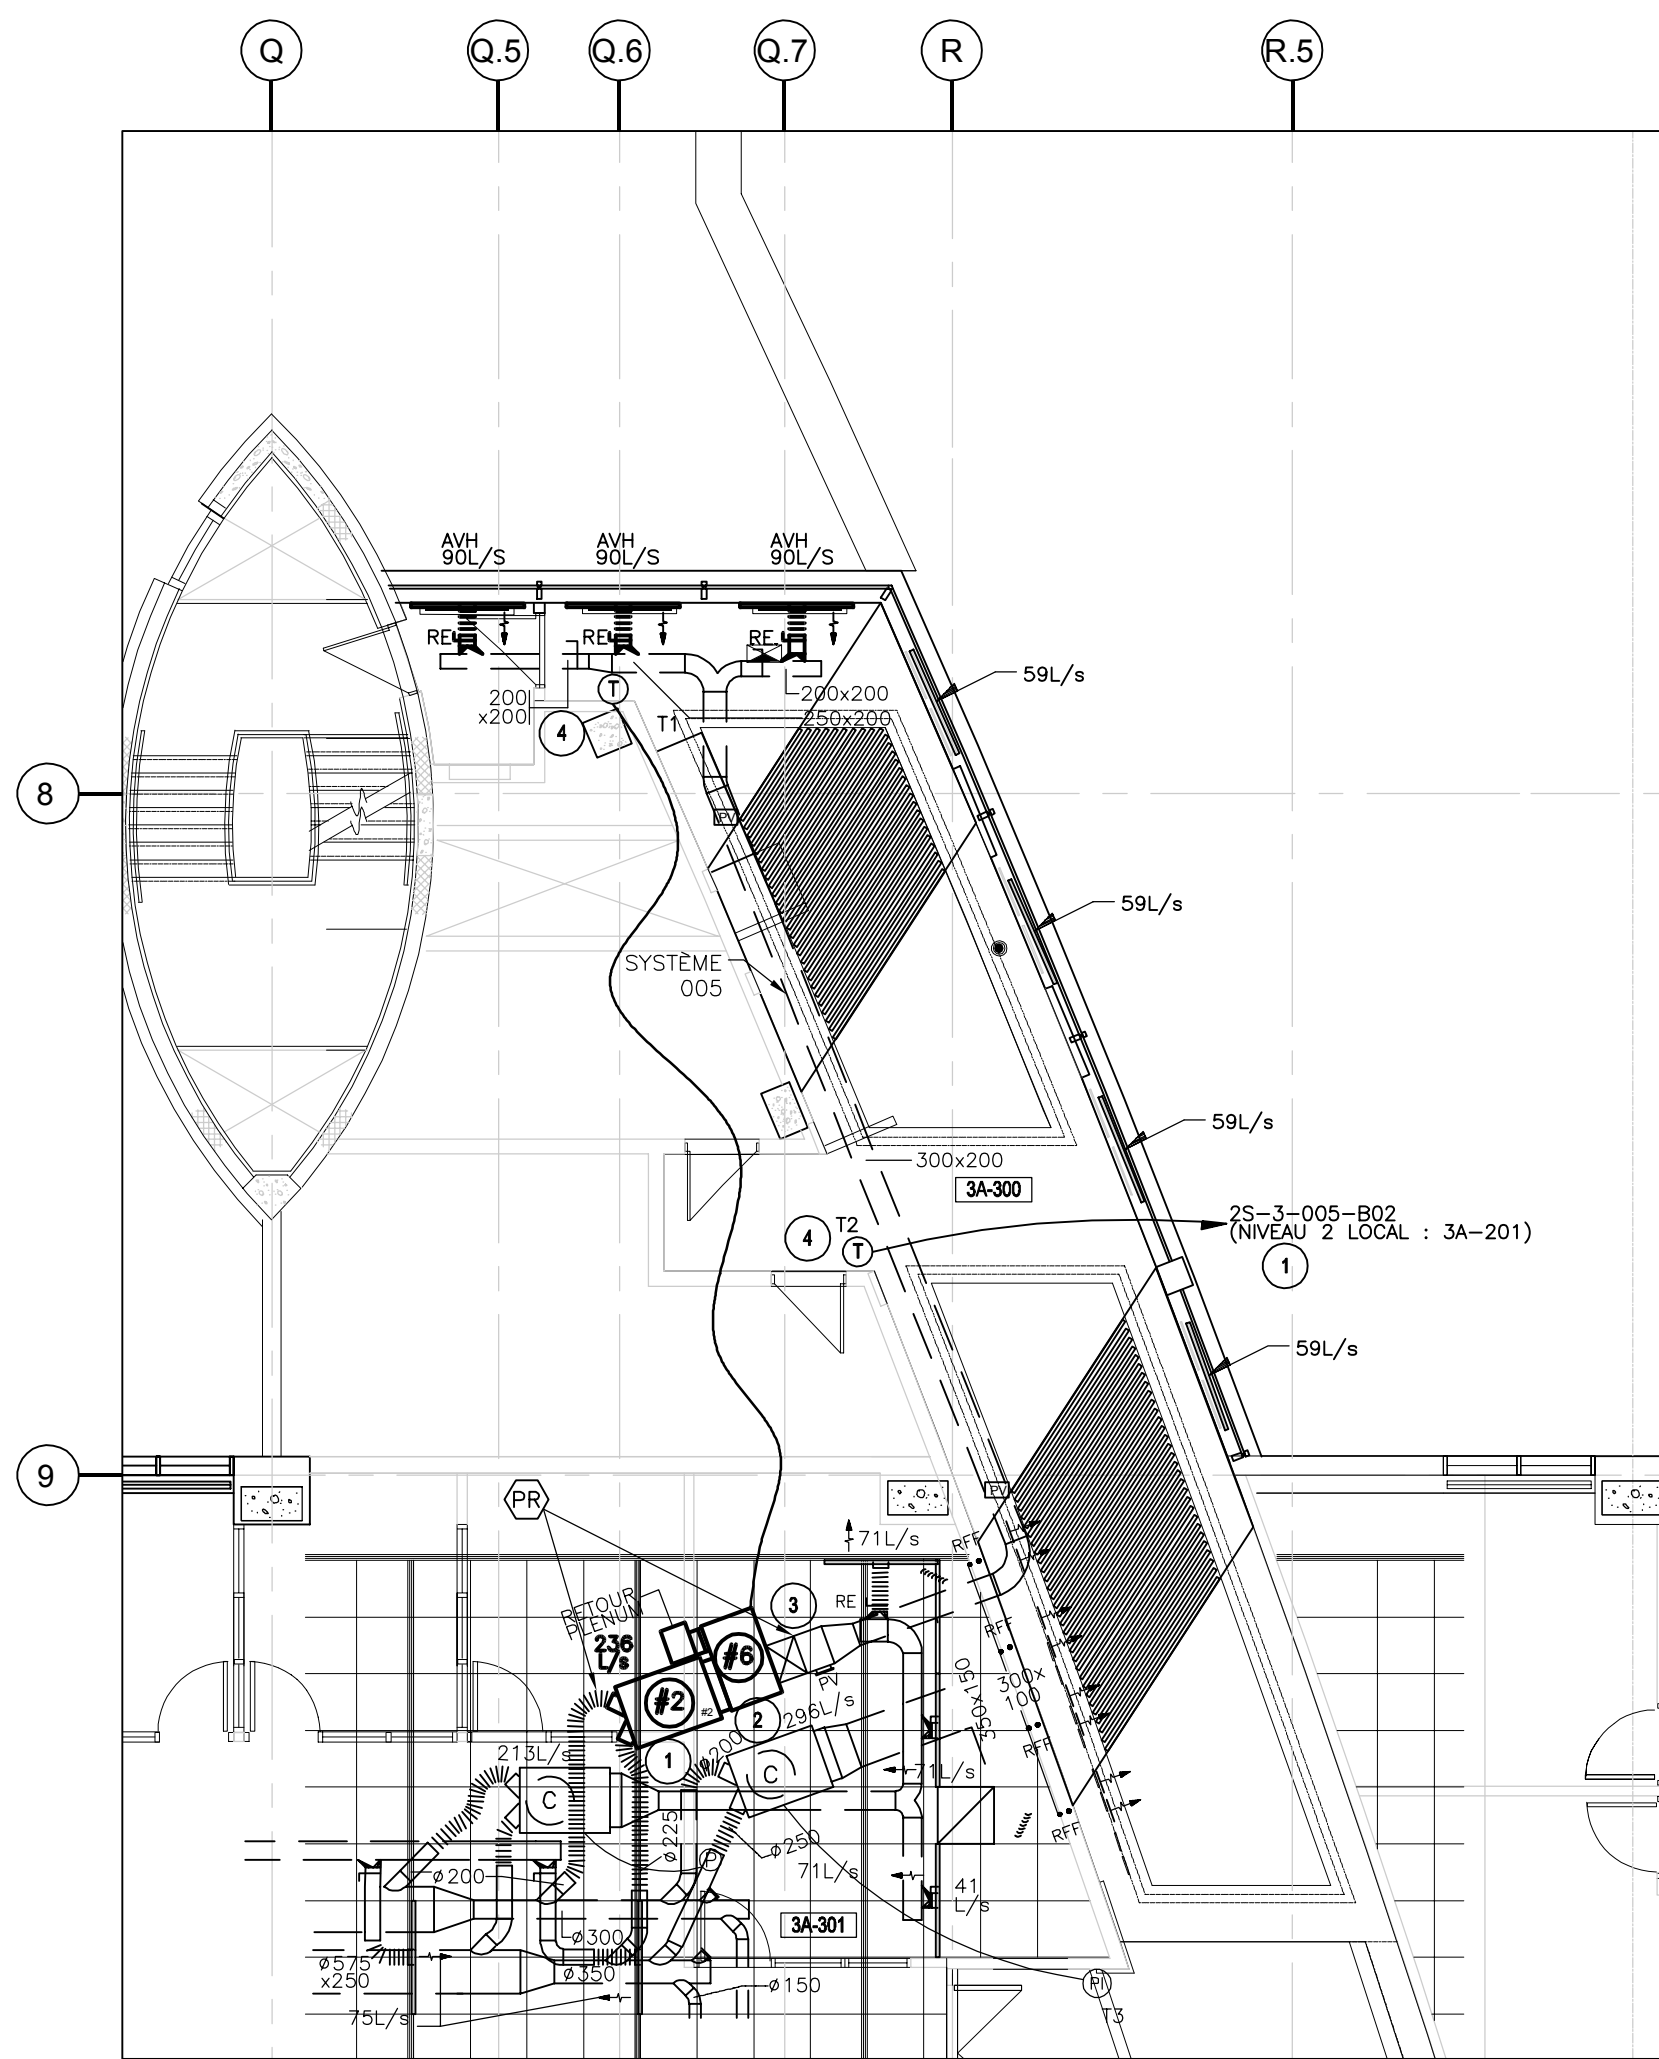 Q
Q.5
Q.6
Q.7
R
R.5
AVH
90L/S
AVH
90L/S
AVH
90L/S
RE
RE
RE
59L/s
200
x200
T
4
T1
200x200
250x200
8
PV
59L/s
SYSTÈME
005
59L/s
300x200
3A-300
4
T2
T
2S-3-005-B02
(NIVEAU 2 LOCAL : 3A-201)
1
59L/s
9
PR
PV
71L/s
RFF
RETOUR
PLENUM
236
L/s
3
RE
RFF
#6
#2
#2
PV
2
296L/s
350x150
300x
100
RFF
213L/s
1
ø200
C
C
71L/s
ø225
ø250
RFF
P
71L/s
ø200
41
L/s
3A-301
ø300
ø350
ø575
x250
ø150
PI
75L/s
T3